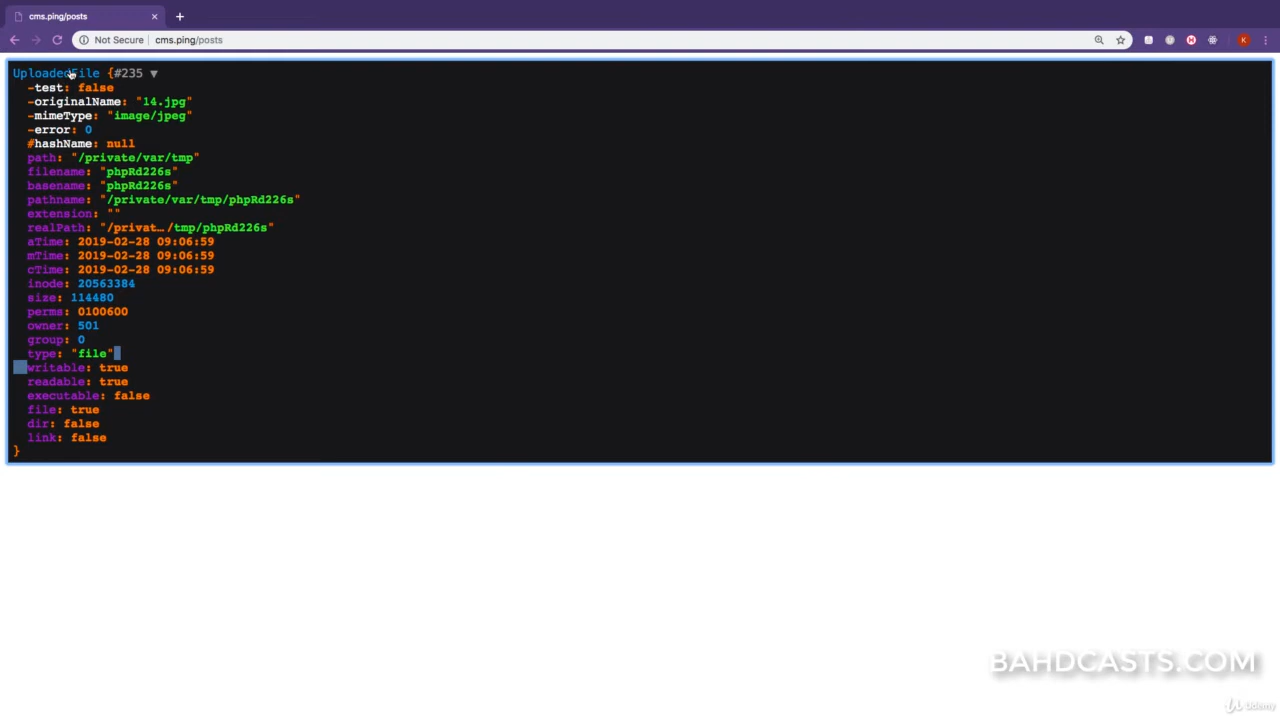 cms.ping/posts
Not Secure cms.ping/posts
K
UploadedFile {#235 ▼
-test: false
-originalName: "14.jpg"
-mimeType: "image/jpeg"
-error: 0
#hashName: null
path: "/private/var/tmp"
filename: "phpRd226s"
basename: "phpRd226s"
pathname: "/private/var/tmp/phpRd226s"
extension: ""
realPath: "/privat… /tmp/phpRd226s"
aTime: 2019-02-28 09:06:59
mTime: 2019-02-28 09:06:59
cTime: 2019-02-28 09:06:59
inode: 20563384
size: 114480
perms: 0100600
owner: 501
group: 0
type: "file"
writable: true
readable: true
executable: false
file: true
dir: false
link: false
}
BAHDCASTS.COM
Udemy